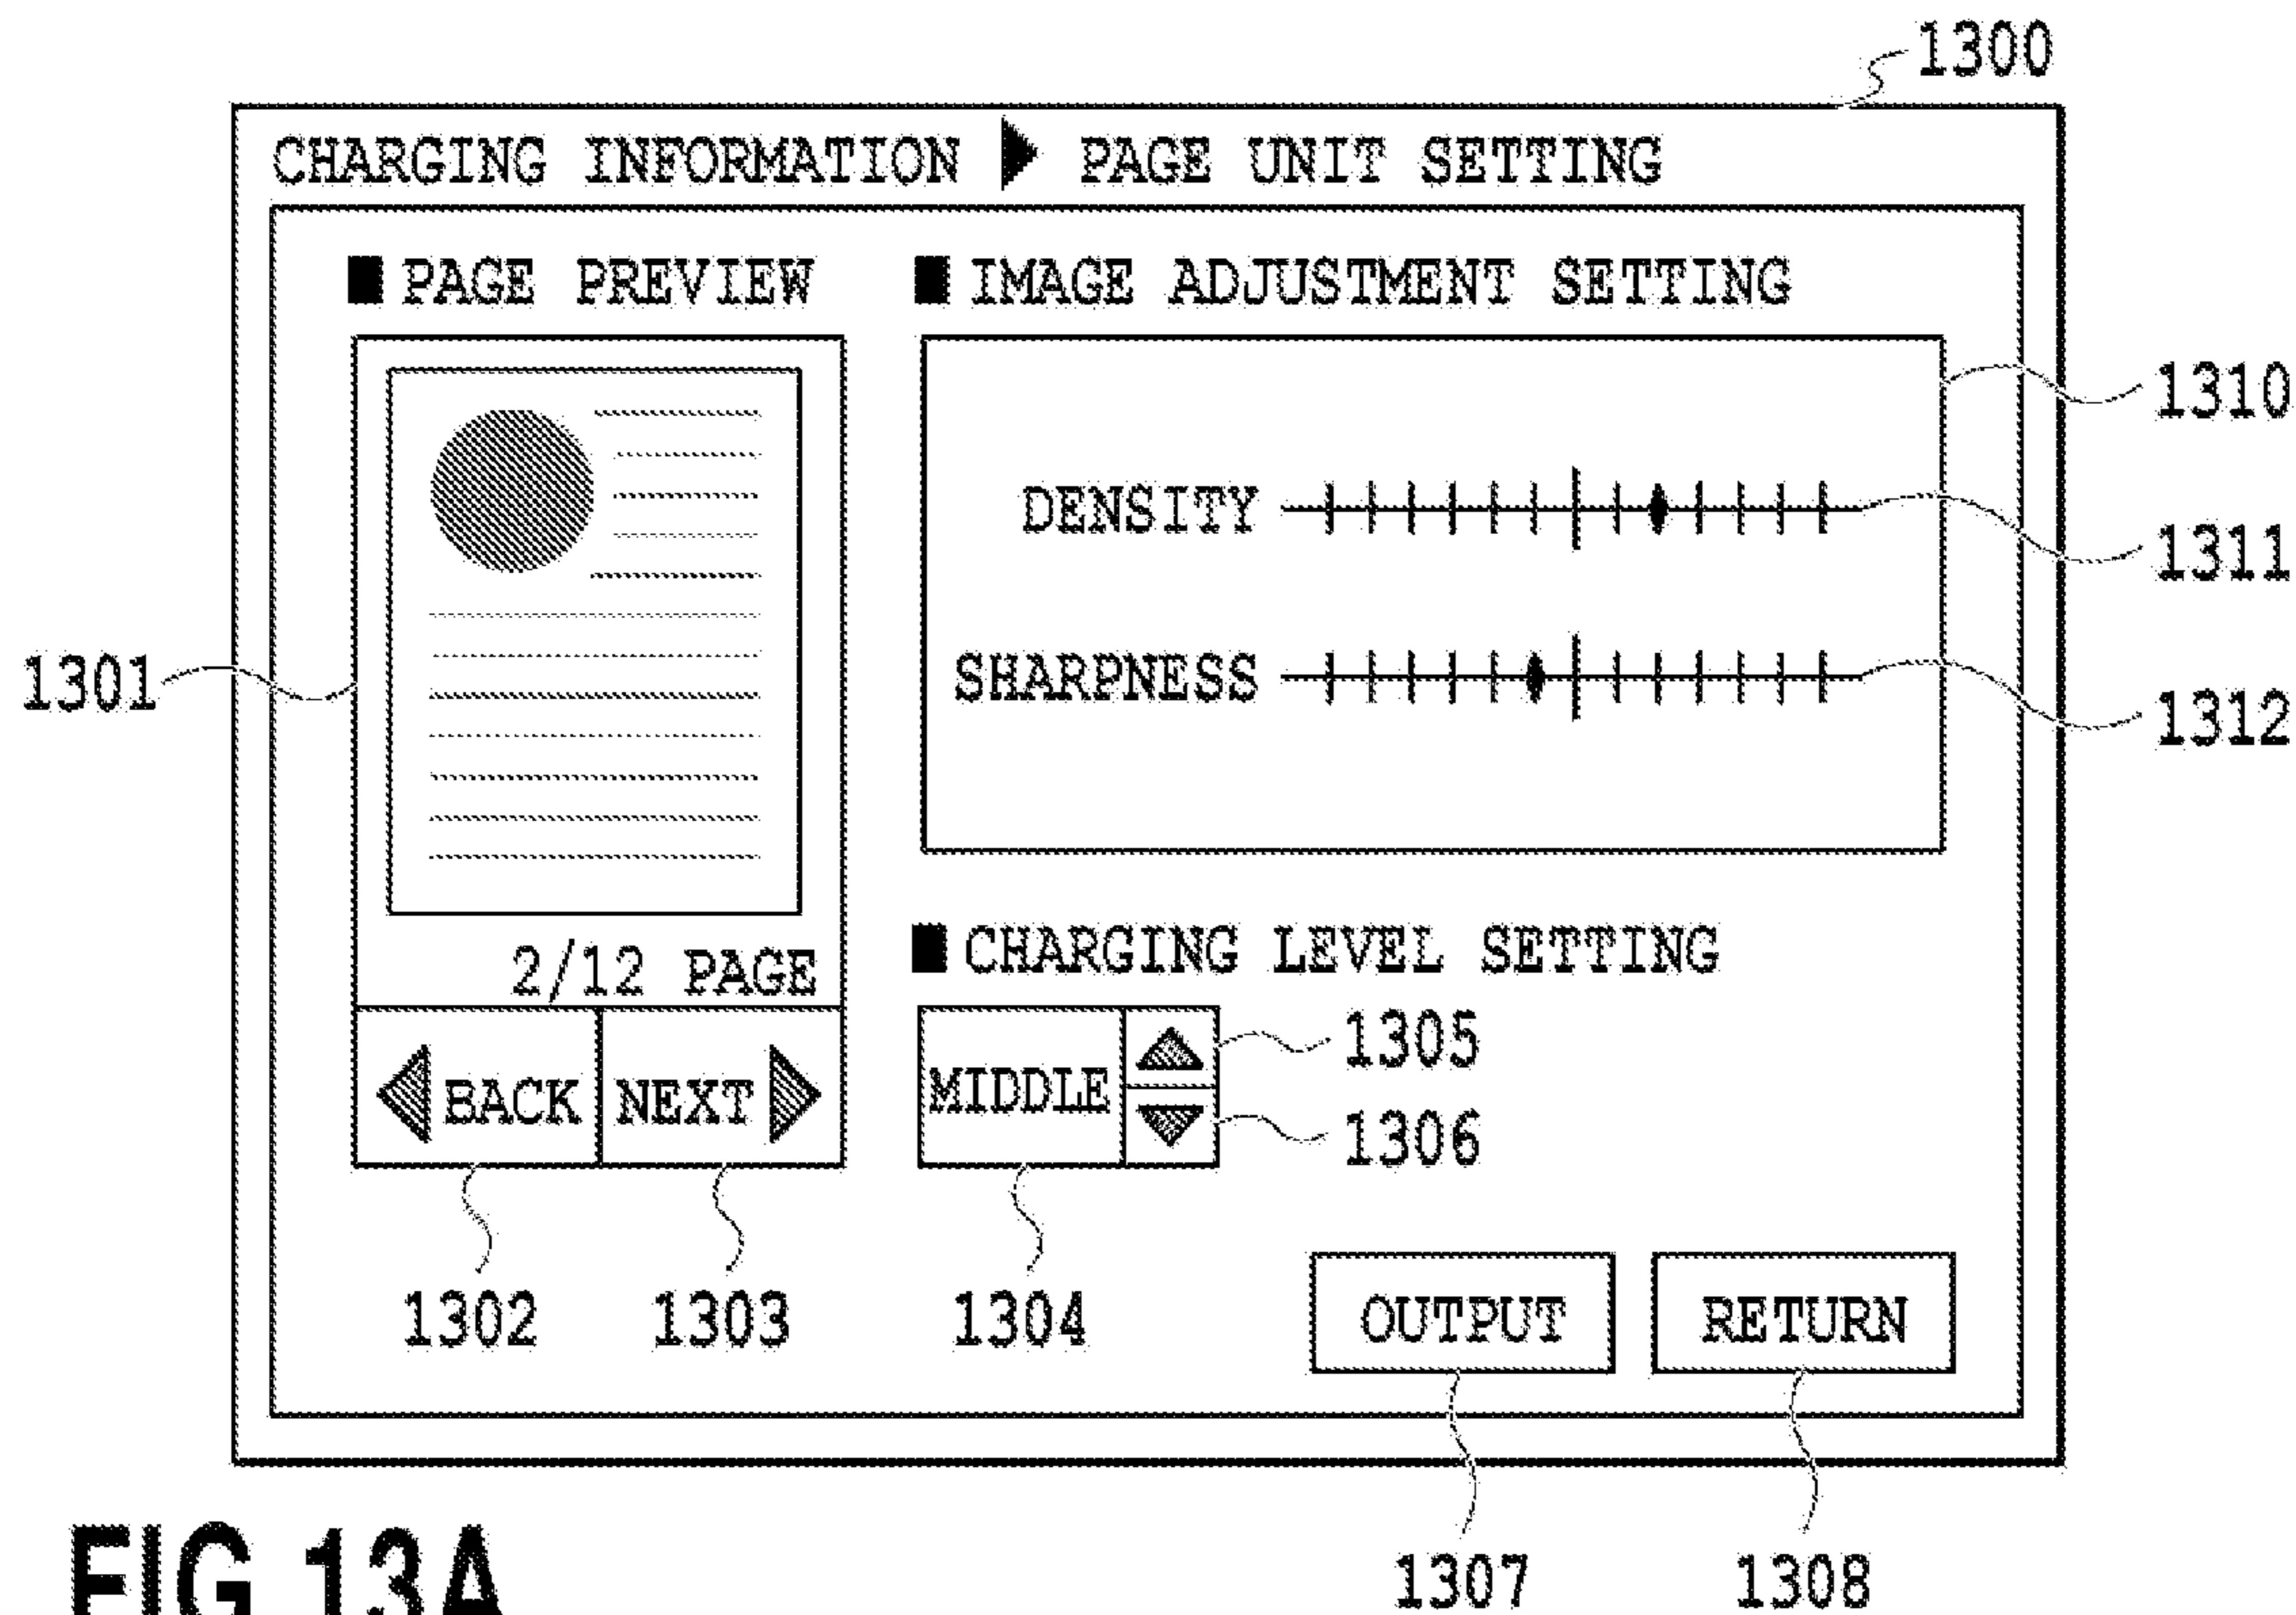 1300
CHARGING INFORMATION ▶ PAGE UNIT SETTING
■ PAGE PREVIEW
■ IMAGE ADJUSTMENT SETTING
1310
DENSITY
1311
SHARPNESS
1312
1301
2/12 PAGE
◀ BACK
NEXT ▶
■ CHARGING LEVEL SETTING
MIDDLE
1305
1306
1302
1303
1304
OUTPUT
RETURN
1307
1308
FIG.13A